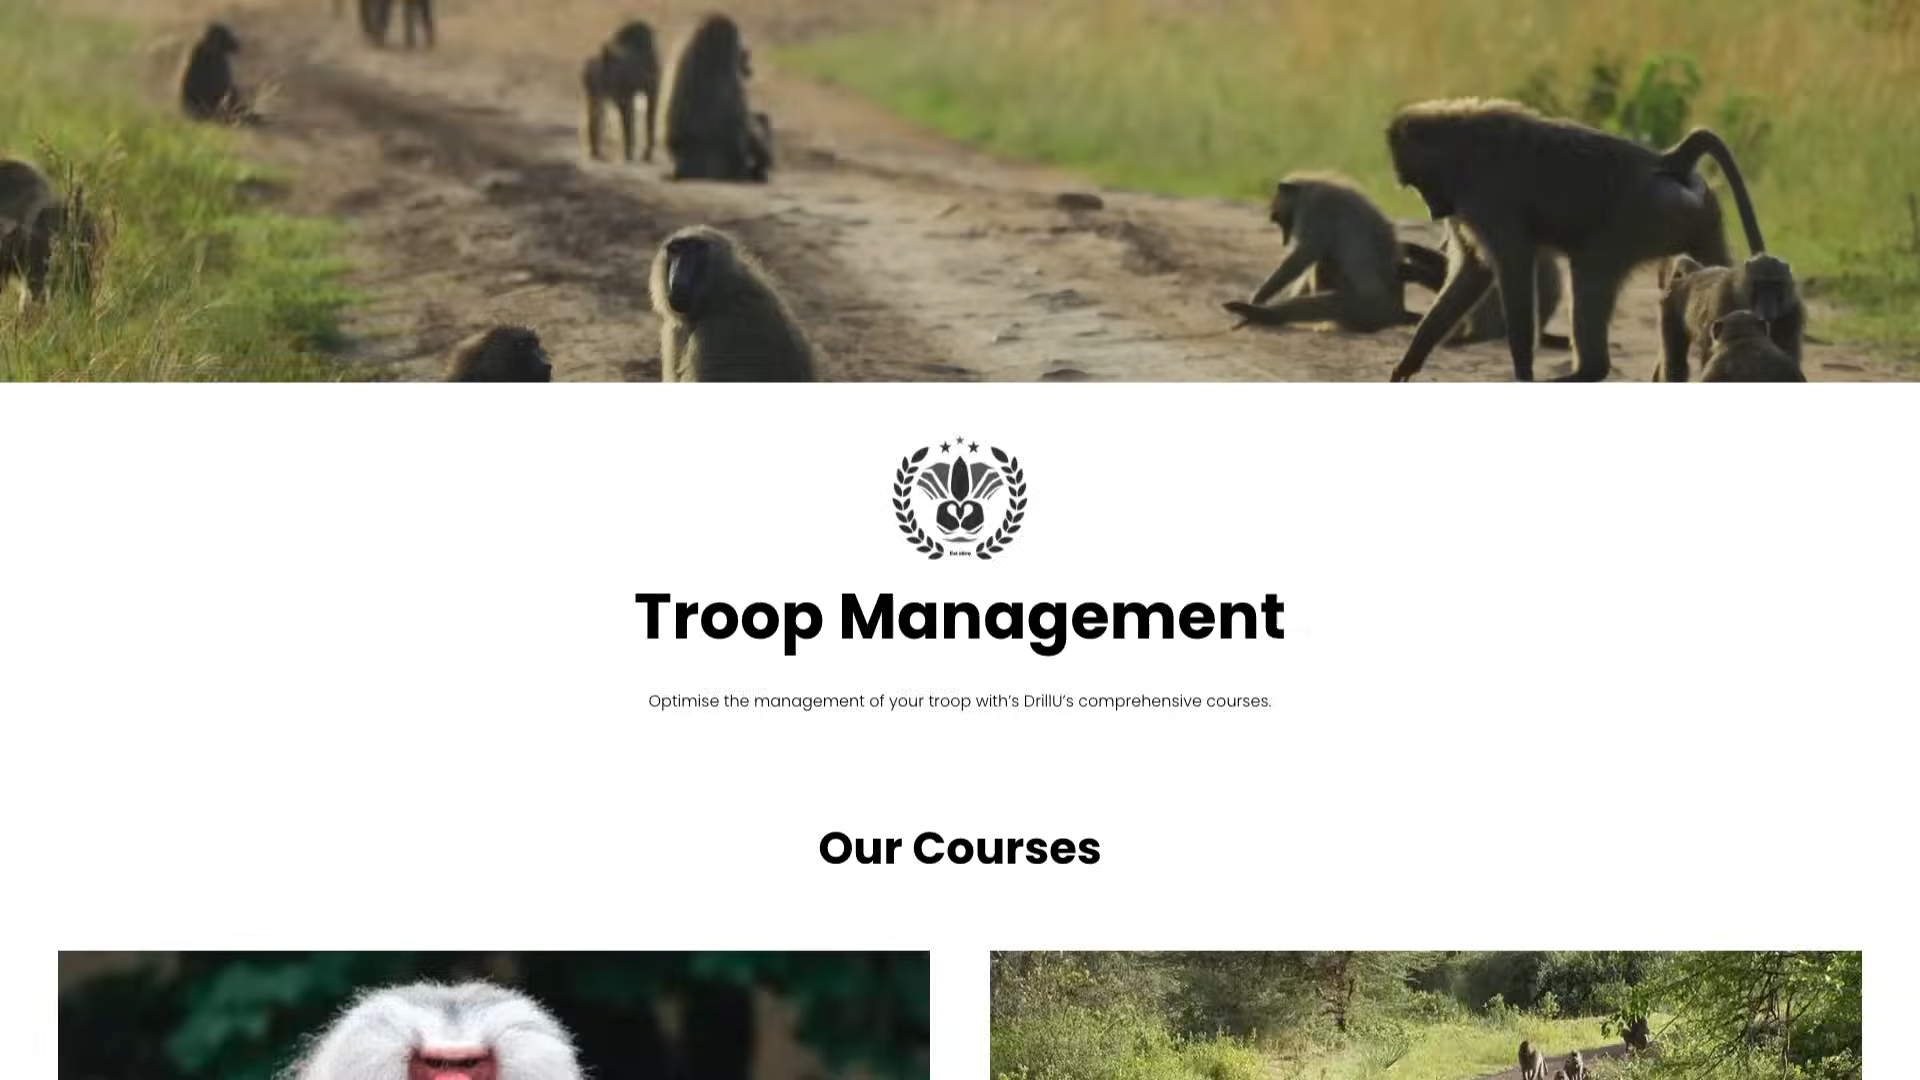 Troop Management
Optimise the management of your troop with's DrillU's comprehensive courses.
Our Courses